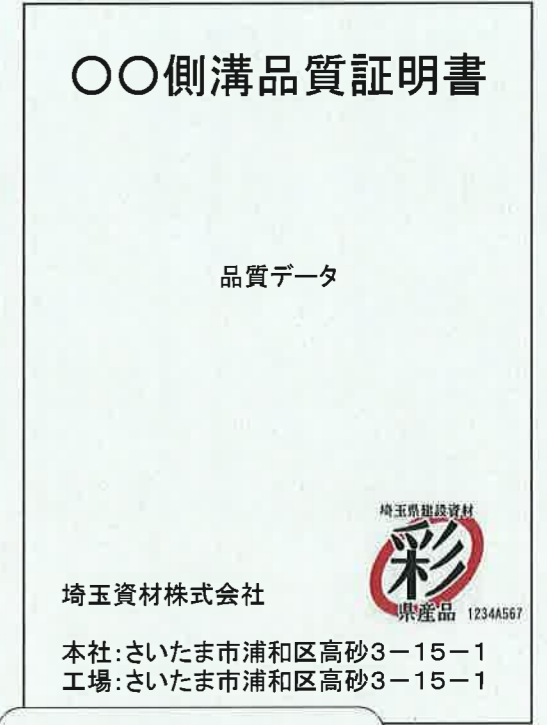 〇〇側溝品質証明書
品質データ
埼玉県建設資材
彩
県産品 1234A567
埼玉資材株式会社
本社:さいたま市浦和区高砂3－15－1
工場:さいたま市浦和区高砂3－15－1